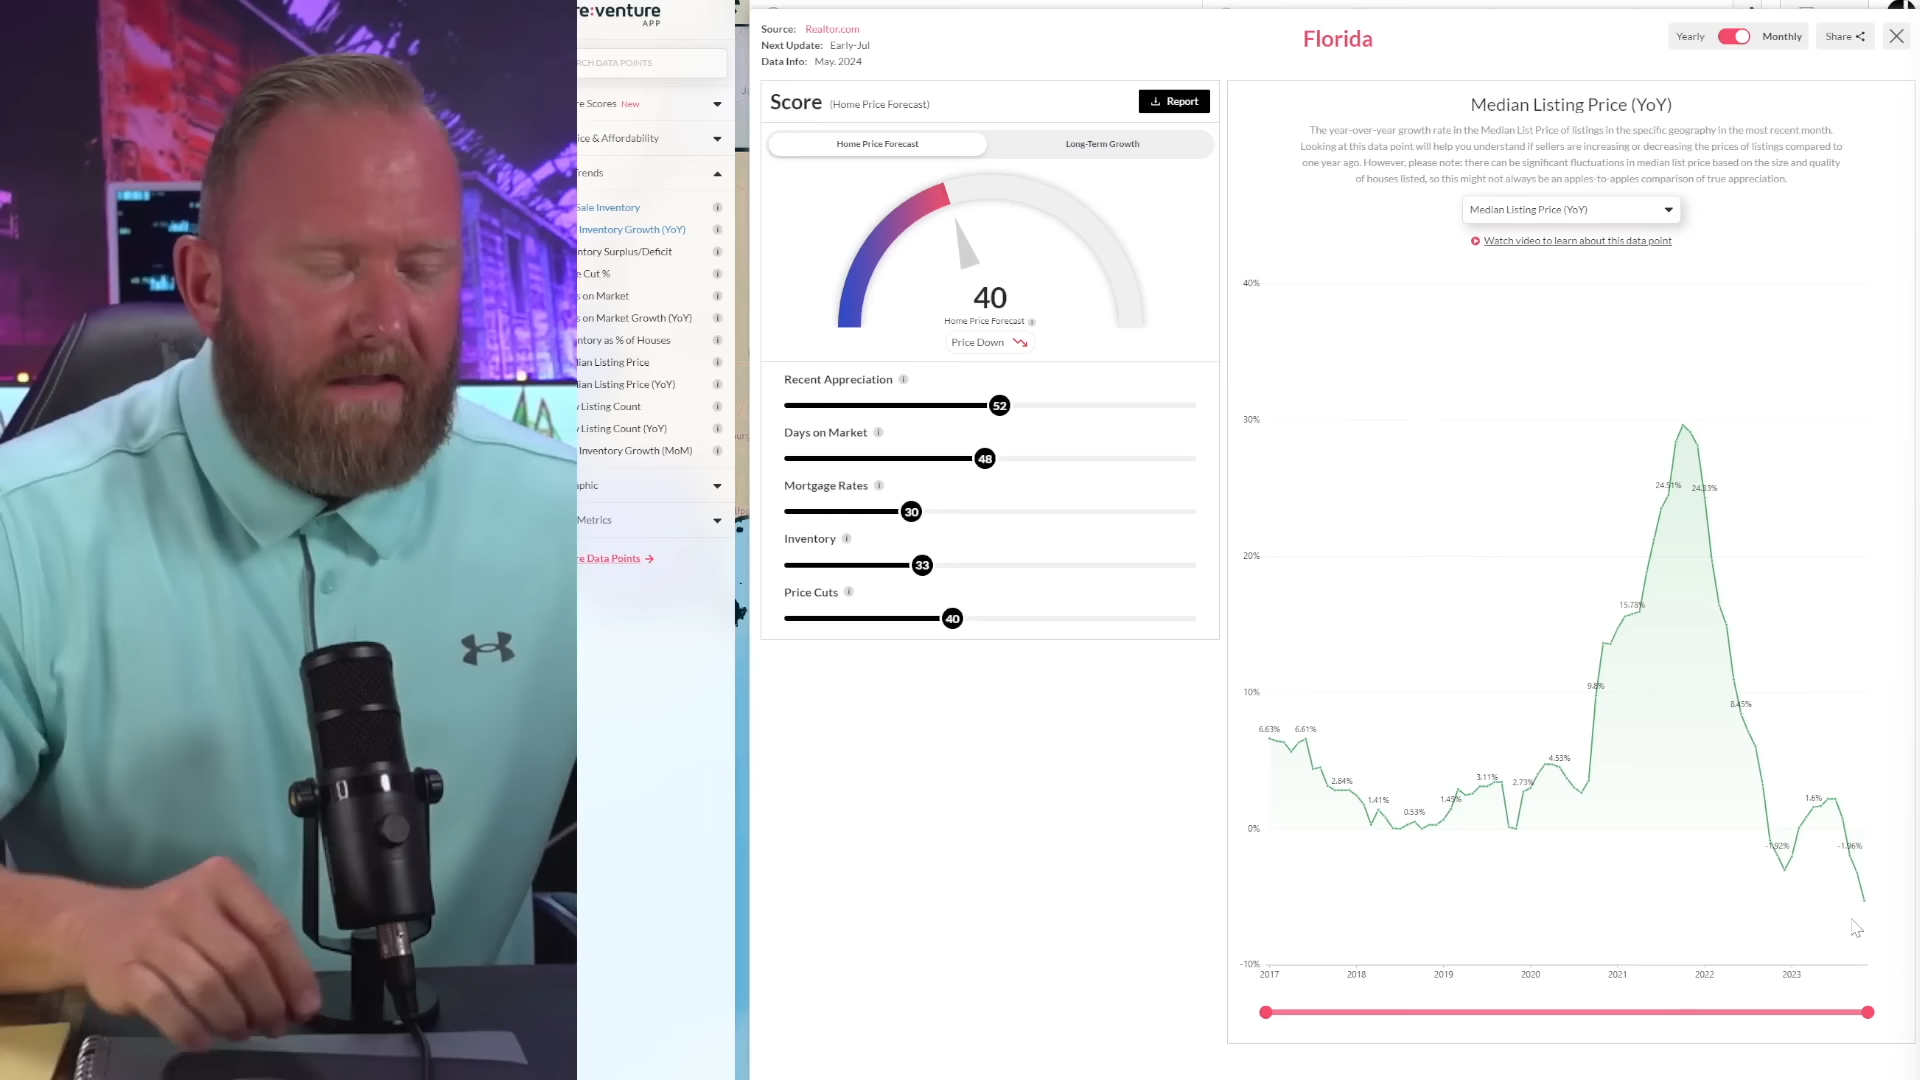 re:venture
APP
RCH DATA POINTS
re Scores New
ice & Affordability
rends
Sale Inventory
Inventory Growth (YoY)
ntory Surplus/Deficit
e Cut %
s on Market
s on Market Growth (YoY)
ntory as % of Houses
ian Listing Price
ian Listing Price (YoY)
Listing Count
Listing Count (YoY)
Inventory Growth (MoM)
aphic
Metrics
re Data Points
Source: Realtor.com
Next Update: Early-Jul
Data Info: May. 2024
Florida
Yearly Monthly Share
Score (Home Price Forecast) Report
Home Price Forecast Long-Term Growth
40
Home Price Forecast
Price Down
Recent Appreciation
52
Days on Market
48
Mortgage Rates
30
Inventory
33
Price Cuts
40
Median Listing Price (YoY)
The year-over-year growth rate in the Median List Price of listings in the specific geography in the most recent month.
Looking at this data point will help you understand if sellers are increasing or decreasing the prices of listings compared to
one year ago. However, please note: there can be significant fluctuations in median list price based on the size and quality
of houses listed, so this might not always be an apples-to-apples comparison of true appreciation.
Median Listing Price (YoY)
Watch video to learn about this data point
40%
30%
24.51% 24.33%
20%
15.78%
10%
9.8%
8.45%
6.63% 6.61%
4.53%
2.84% 3.11% 2.73%
1.41% 0.53% 1.45% 1.6%
0%
-1.92% -1.96%
-10%
2017 2018 2019 2020 2021 2022 2023